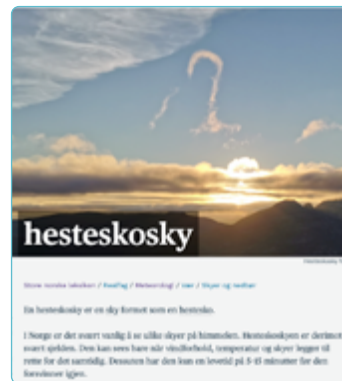 hesteskosky
Store norske leksikon / Realfag / Meteorologi / Vær / Skyer og nedbør
En hesteskosky er en sky formet som en hestesko.
I Norge er det svært vanlig å se ulike skyer på himmelen. Hesteskoskyen er derimot
svært sjelden. Den kan sees bare når vindforhold, temperatur og skyer legger til
rette for det samtidig. Dessuten har den kun en levetid på 5-15 minutter før den
forsvinner igjen.